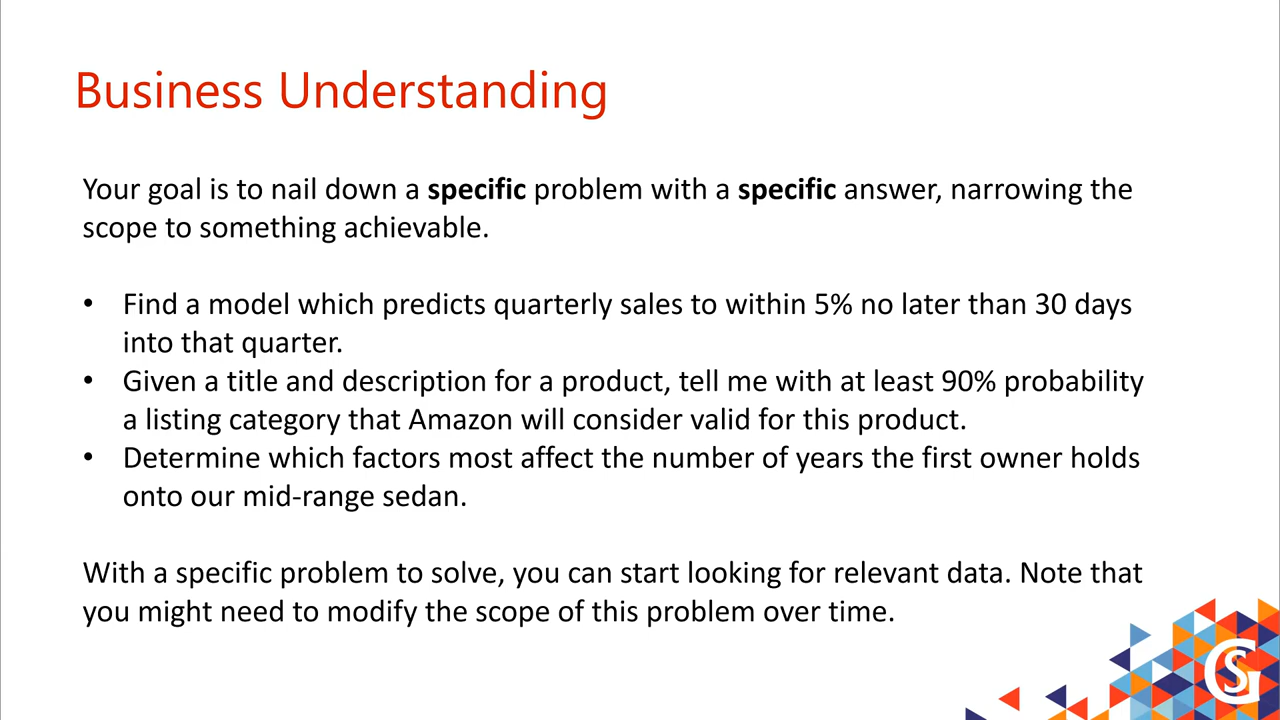 Business Understanding
Your goal is to nail down a specific problem with a specific answer, narrowing the
scope to something achievable.
• Find a model which predicts quarterly sales to within 5% no later than 30 days
into that quarter.
• Given a title and description for a product, tell me with at least 90% probability
a listing category that Amazon will consider valid for this product.
• Determine which factors most affect the number of years the first owner holds
onto our mid-range sedan.
With a specific problem to solve, you can start looking for relevant data. Note that
you might need to modify the scope of this problem over time.
GS